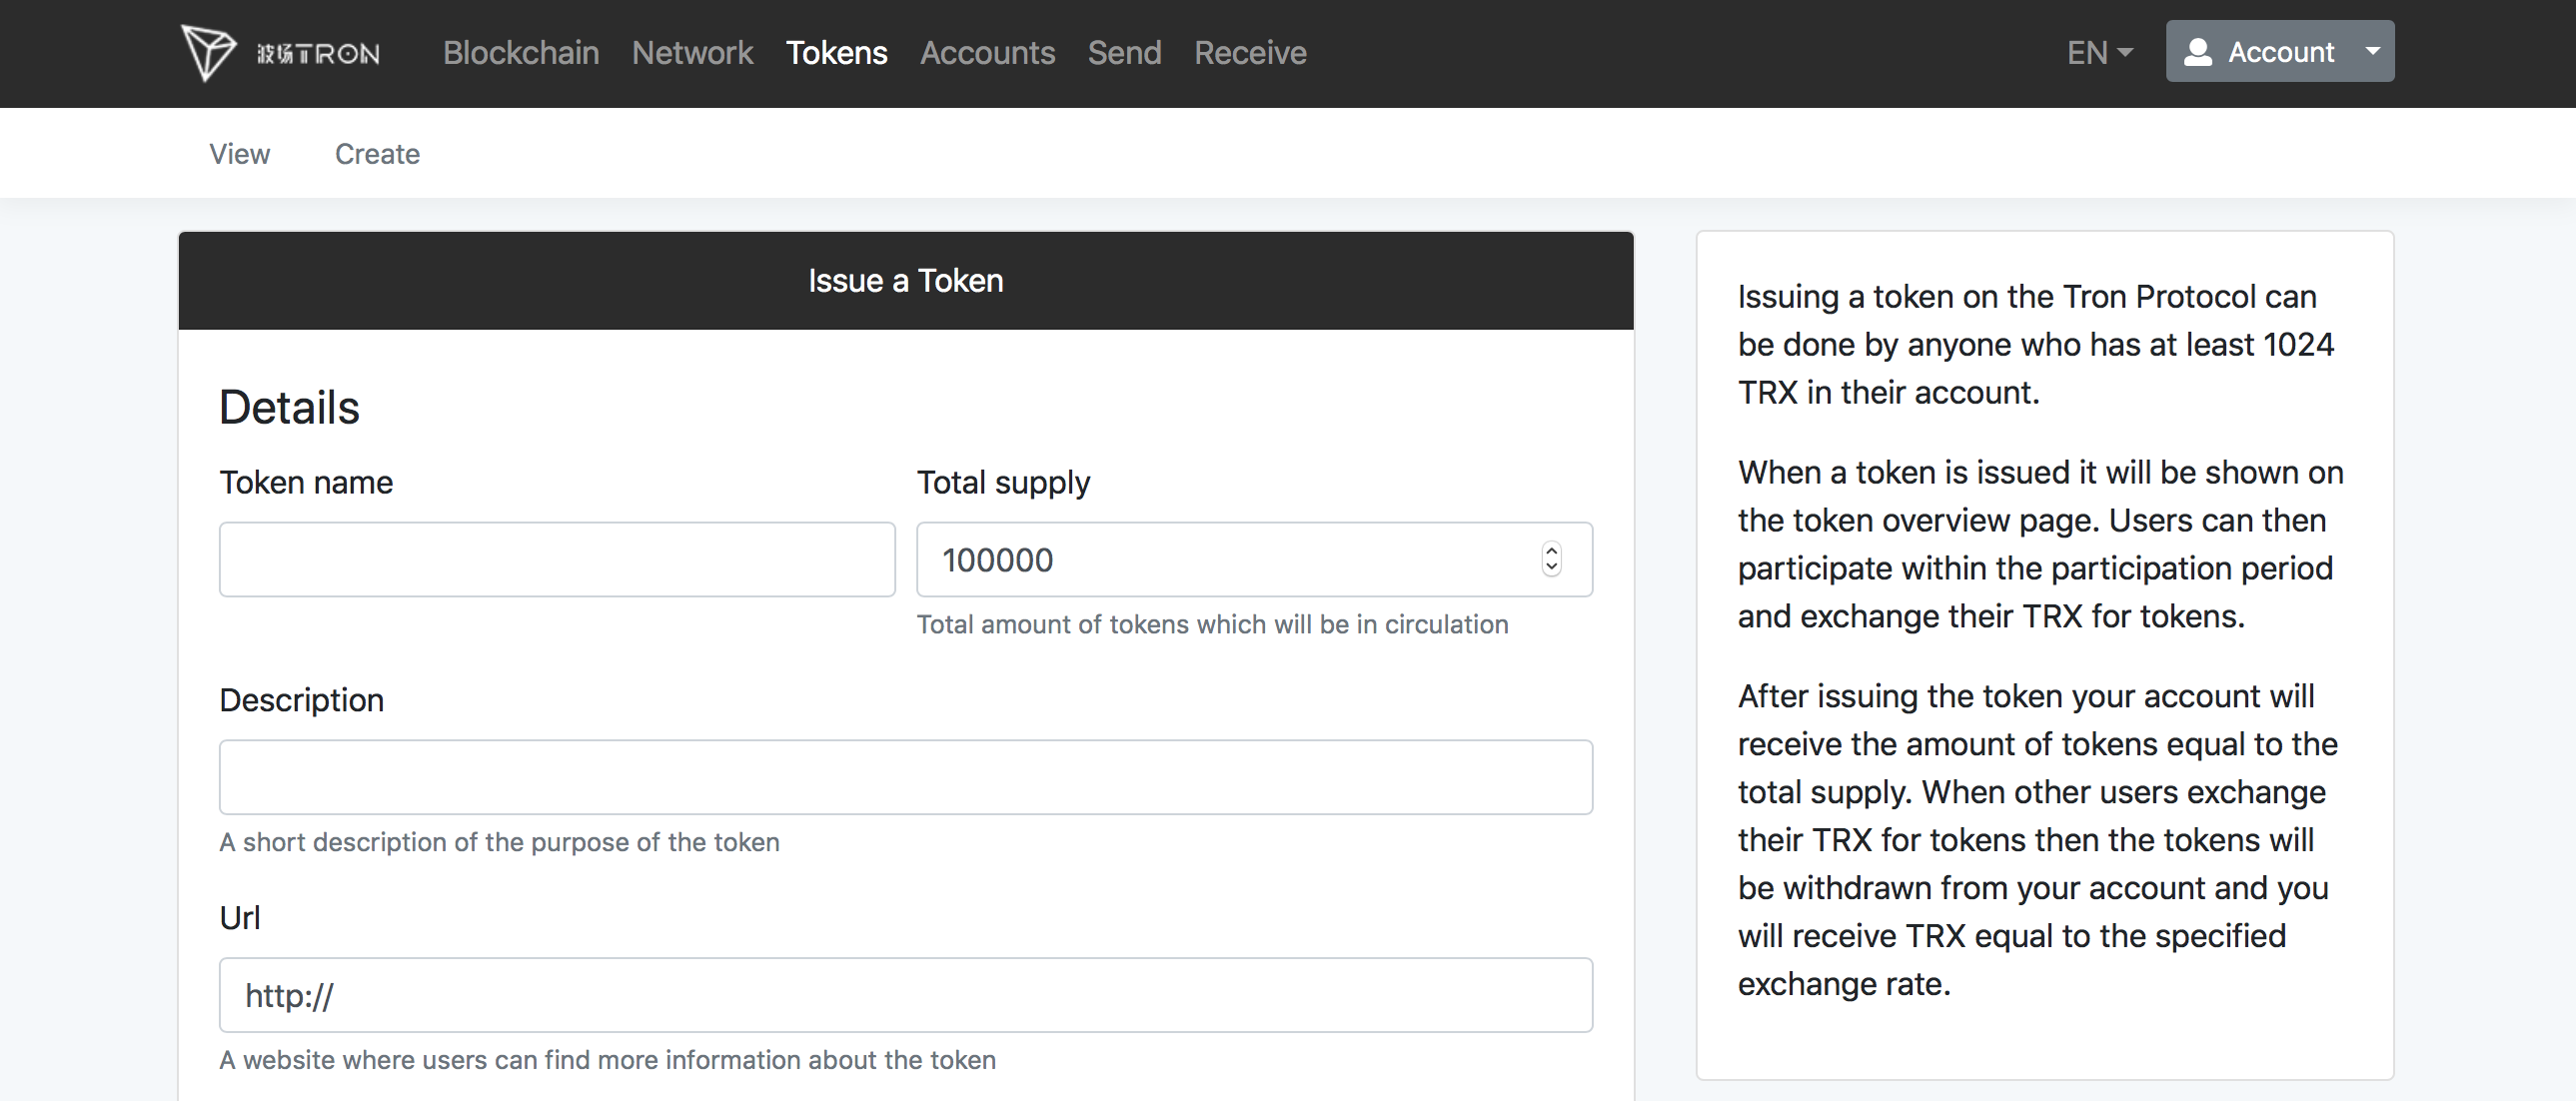 波场TRON Blockchain Network Tokens Accounts Send Receive EN Account
View Create
Issue a Token
Details
Token name Total supply
100000
Total amount of tokens which will be in circulation
Description
A short description of the purpose of the token
Url
http://
A website where users can find more information about the token
Issuing a token on the Tron Protocol can
be done by anyone who has at least 1024
TRX in their account.
When a token is issued it will be shown on
the token overview page. Users can then
participate within the participation period
and exchange their TRX for tokens.
After issuing the token your account will
receive the amount of tokens equal to the
total supply. When other users exchange
their TRX for tokens then the tokens will
be withdrawn from your account and you
will receive TRX equal to the specified
exchange rate.